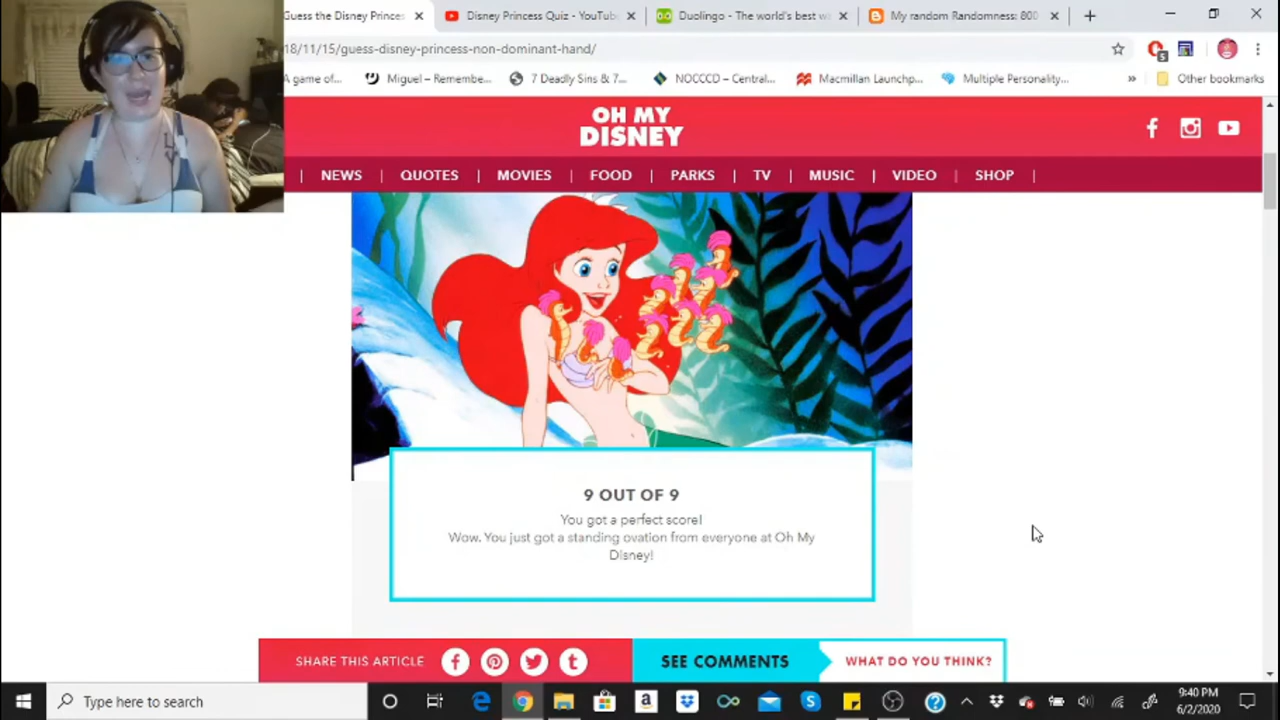 Guess the Disney Princes
Disney Princess Quiz - YouTub
Duolingo - The world's best w
My random Randomness: 800
18/11/15/guess-disney-princess-non-dominant-hand/
A game of...
Miguel – Remembe...
7 Deadly Sins & 7...
NOCCCD – Central...
Macmillan Launchp...
Multiple Personality...
»
Other bookmarks
OH MY
DISNEY
NEWS
QUOTES
MOVIES
FOOD
PARKS
TV
MUSIC
VIDEO
SHOP
9 OUT OF 9
You got a perfect score!
Wow. You just got a standing ovation from everyone at Oh My
Disney!
SHARE THIS ARTICLE
SEE COMMENTS
WHAT DO YOU THINK?
Type here to search
9:40 PM
6/2/2020